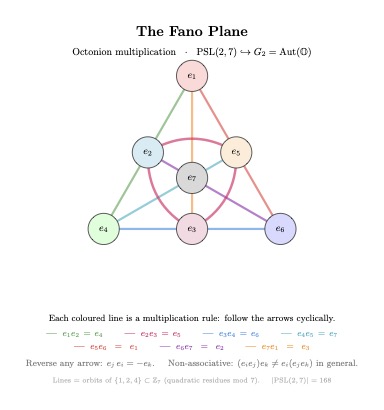 The Fano Plane
Octonion multiplication · PSL(2, 7) ↪ G₂ = Aut(𝕆)
e₁
e₂ e₅
e₇
e₄ e₃ e₆
Each coloured line is a multiplication rule: follow the arrows cyclically.
— e₁e₂ = e₄ — e₂e₃ = e₅ — e₃e₄ = e₆ — e₄e₅ = e₇
— e₅e₆ = e₁ — e₆e₇ = e₂ — e₇e₁ = e₃
Reverse any arrow: eⱼ eᵢ = −eₖ. Non-associative: (eᵢeⱼ)eₖ ≠ eᵢ(eⱼeₖ) in general.
Lines = orbits of {1, 2, 4} ⊂ ℤ₇ (quadratic residues mod 7). |PSL(2, 7)| = 168